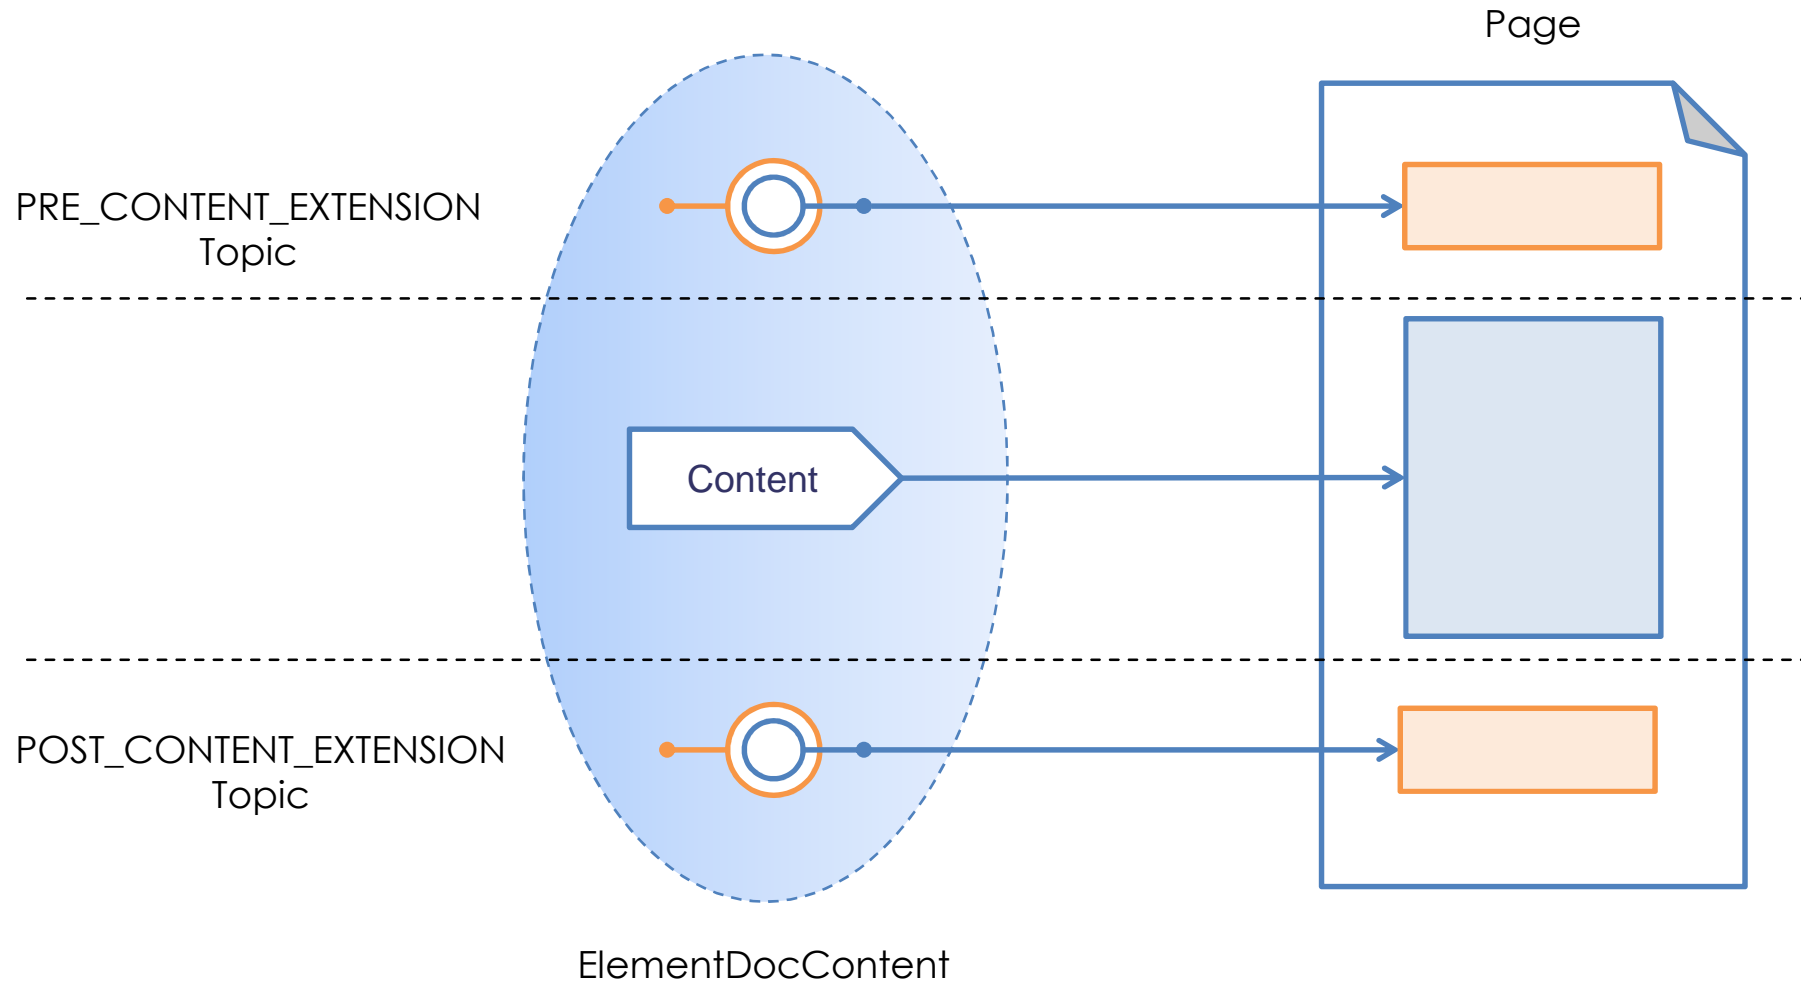 Page
PRE_CONTENT_EXTENSION
Topic
Content
POST_CONTENT_EXTENSION
Topic
ElementDocContent